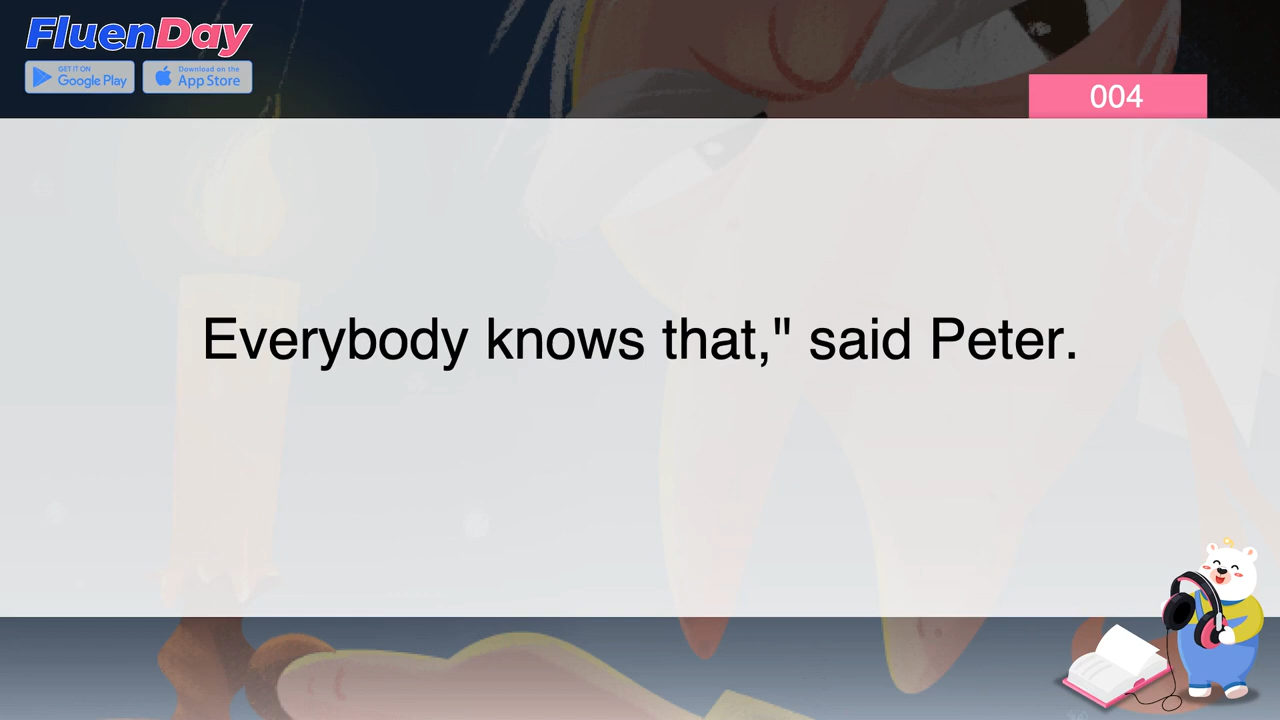 FluenDay
GET IT ON
Google Play
Download on the
App Store
004
Everybody knows that," said Peter.